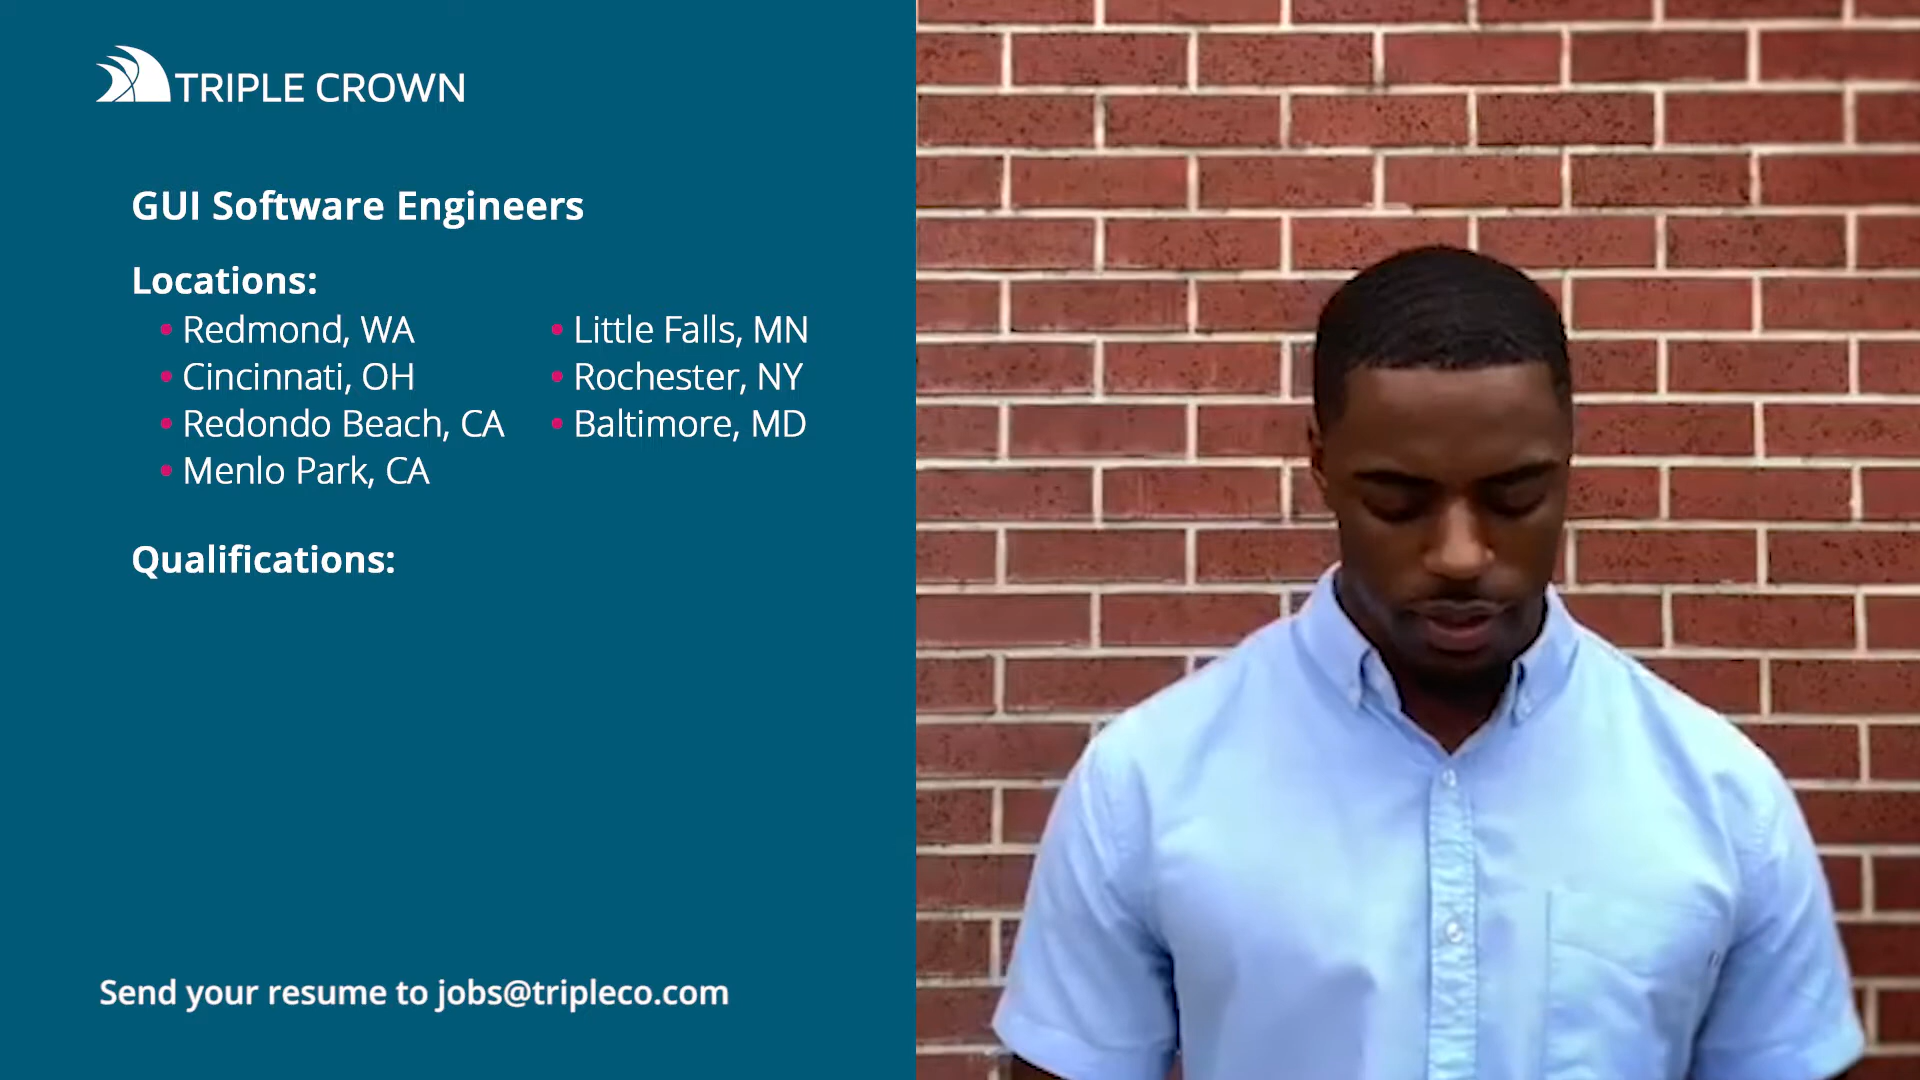 TRIPLE CROWN
GUI Software Engineers
Locations:
• Redmond, WA
• Cincinnati, OH
• Redondo Beach, CA
• Menlo Park, CA
• Little Falls, MN
• Rochester, NY
• Baltimore, MD
Qualifications:
Send your resume to jobs@tripleco.com